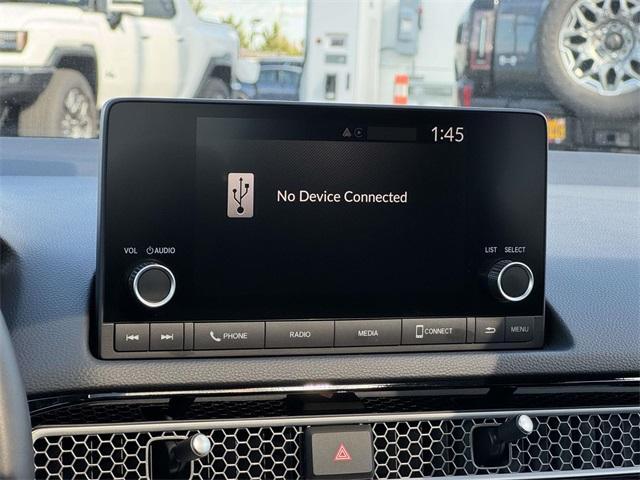 1:45
No Device Connected
VOL AUDIO
LIST SELECT
PHONE RADIO MEDIA CONNECT MENU